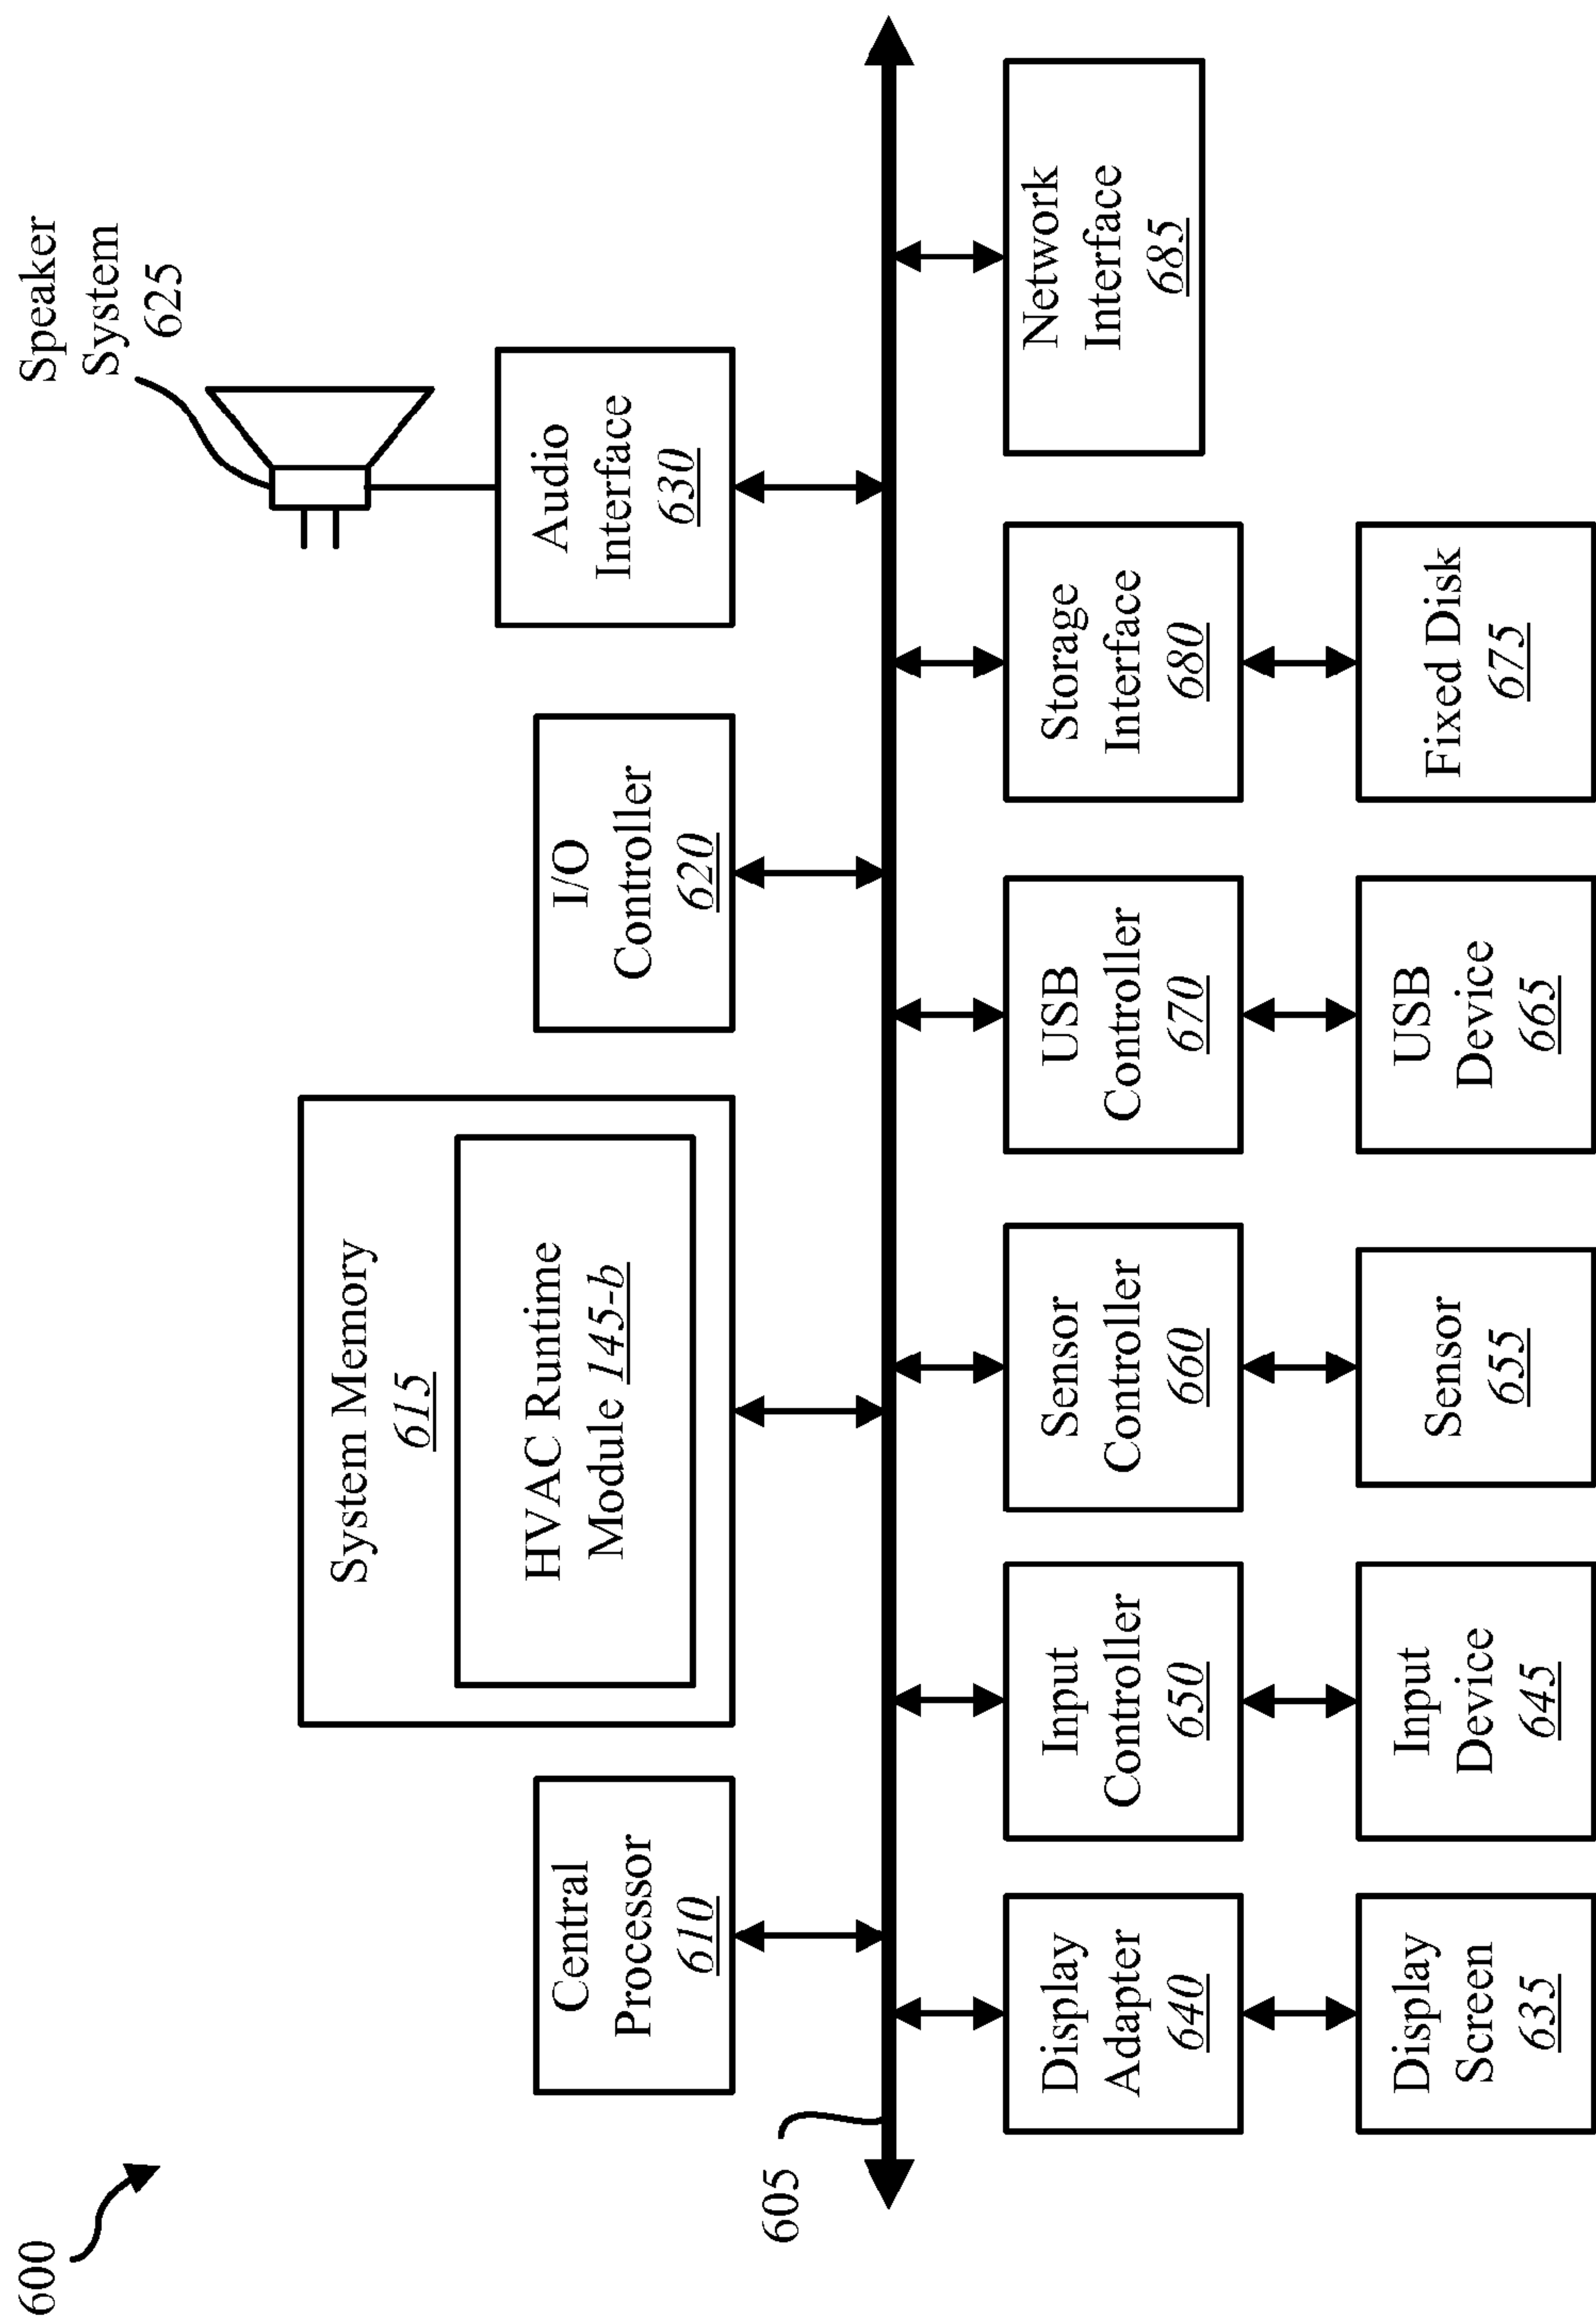 600
Speaker
System
625
System Memory
615
HVAC Runtime
Module 145-b
Central
Processor
610
I/O
Controller
620
Audio
Interface
630
605
Display
Adapter
640
Input
Controller
650
Sensor
Controller
660
USB
Controller
670
Storage
Interface
680
Network
Interface
685
Display
Screen
635
Input
Device
645
Sensor
655
USB
Device
665
Fixed Disk
675